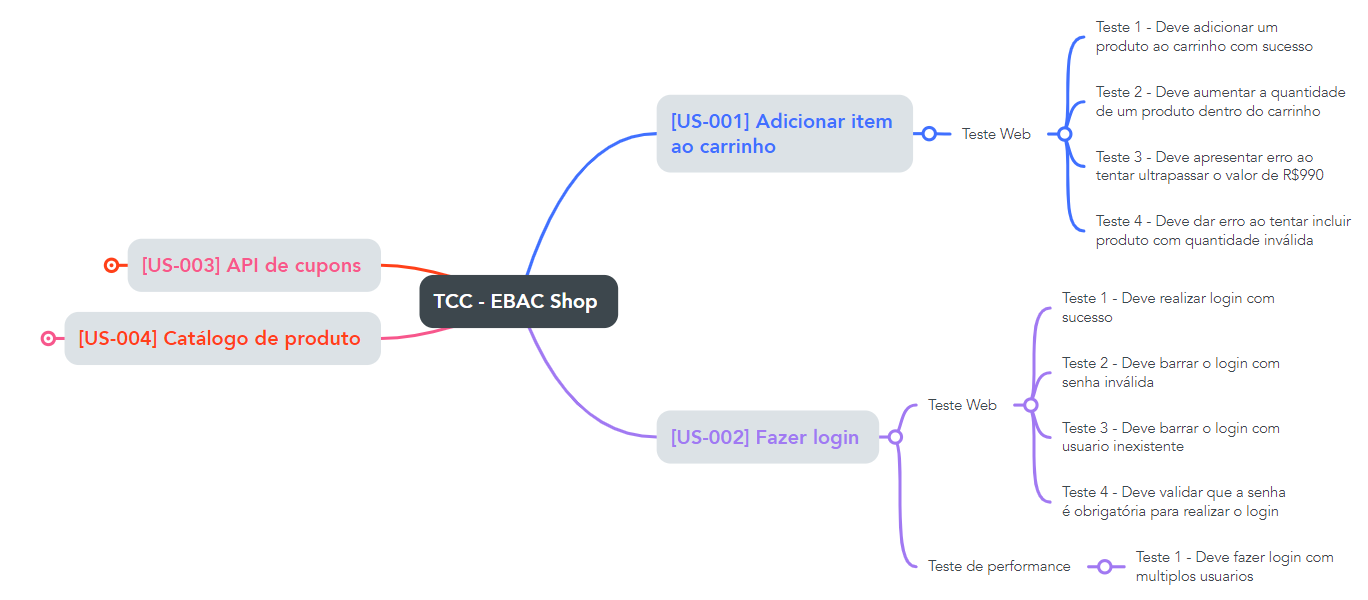 TCC - EBAC Shop
[US-001] Adicionar item
ao carrinho
Teste Web
Teste 1 - Deve adicionar um
produto ao carrinho com sucesso
Teste 2 - Deve aumentar a quantidade
de um produto dentro do carrinho
Teste 3 - Deve apresentar erro ao
tentar ultrapassar o valor de R$990
Teste 4 - Deve dar erro ao tentar incluir
produto com quantidade inválida
[US-002] Fazer login
Teste Web
Teste 1 - Deve realizar login com
sucesso
Teste 2 - Deve barrar o login com
senha inválida
Teste 3 - Deve barrar o login com
usuario inexistente
Teste 4 - Deve validar que a senha
é obrigatória para realizar o login
Teste de performance
Teste 1 - Deve fazer login com
multiplos usuarios
[US-003] API de cupons
[US-004] Catálogo de produto